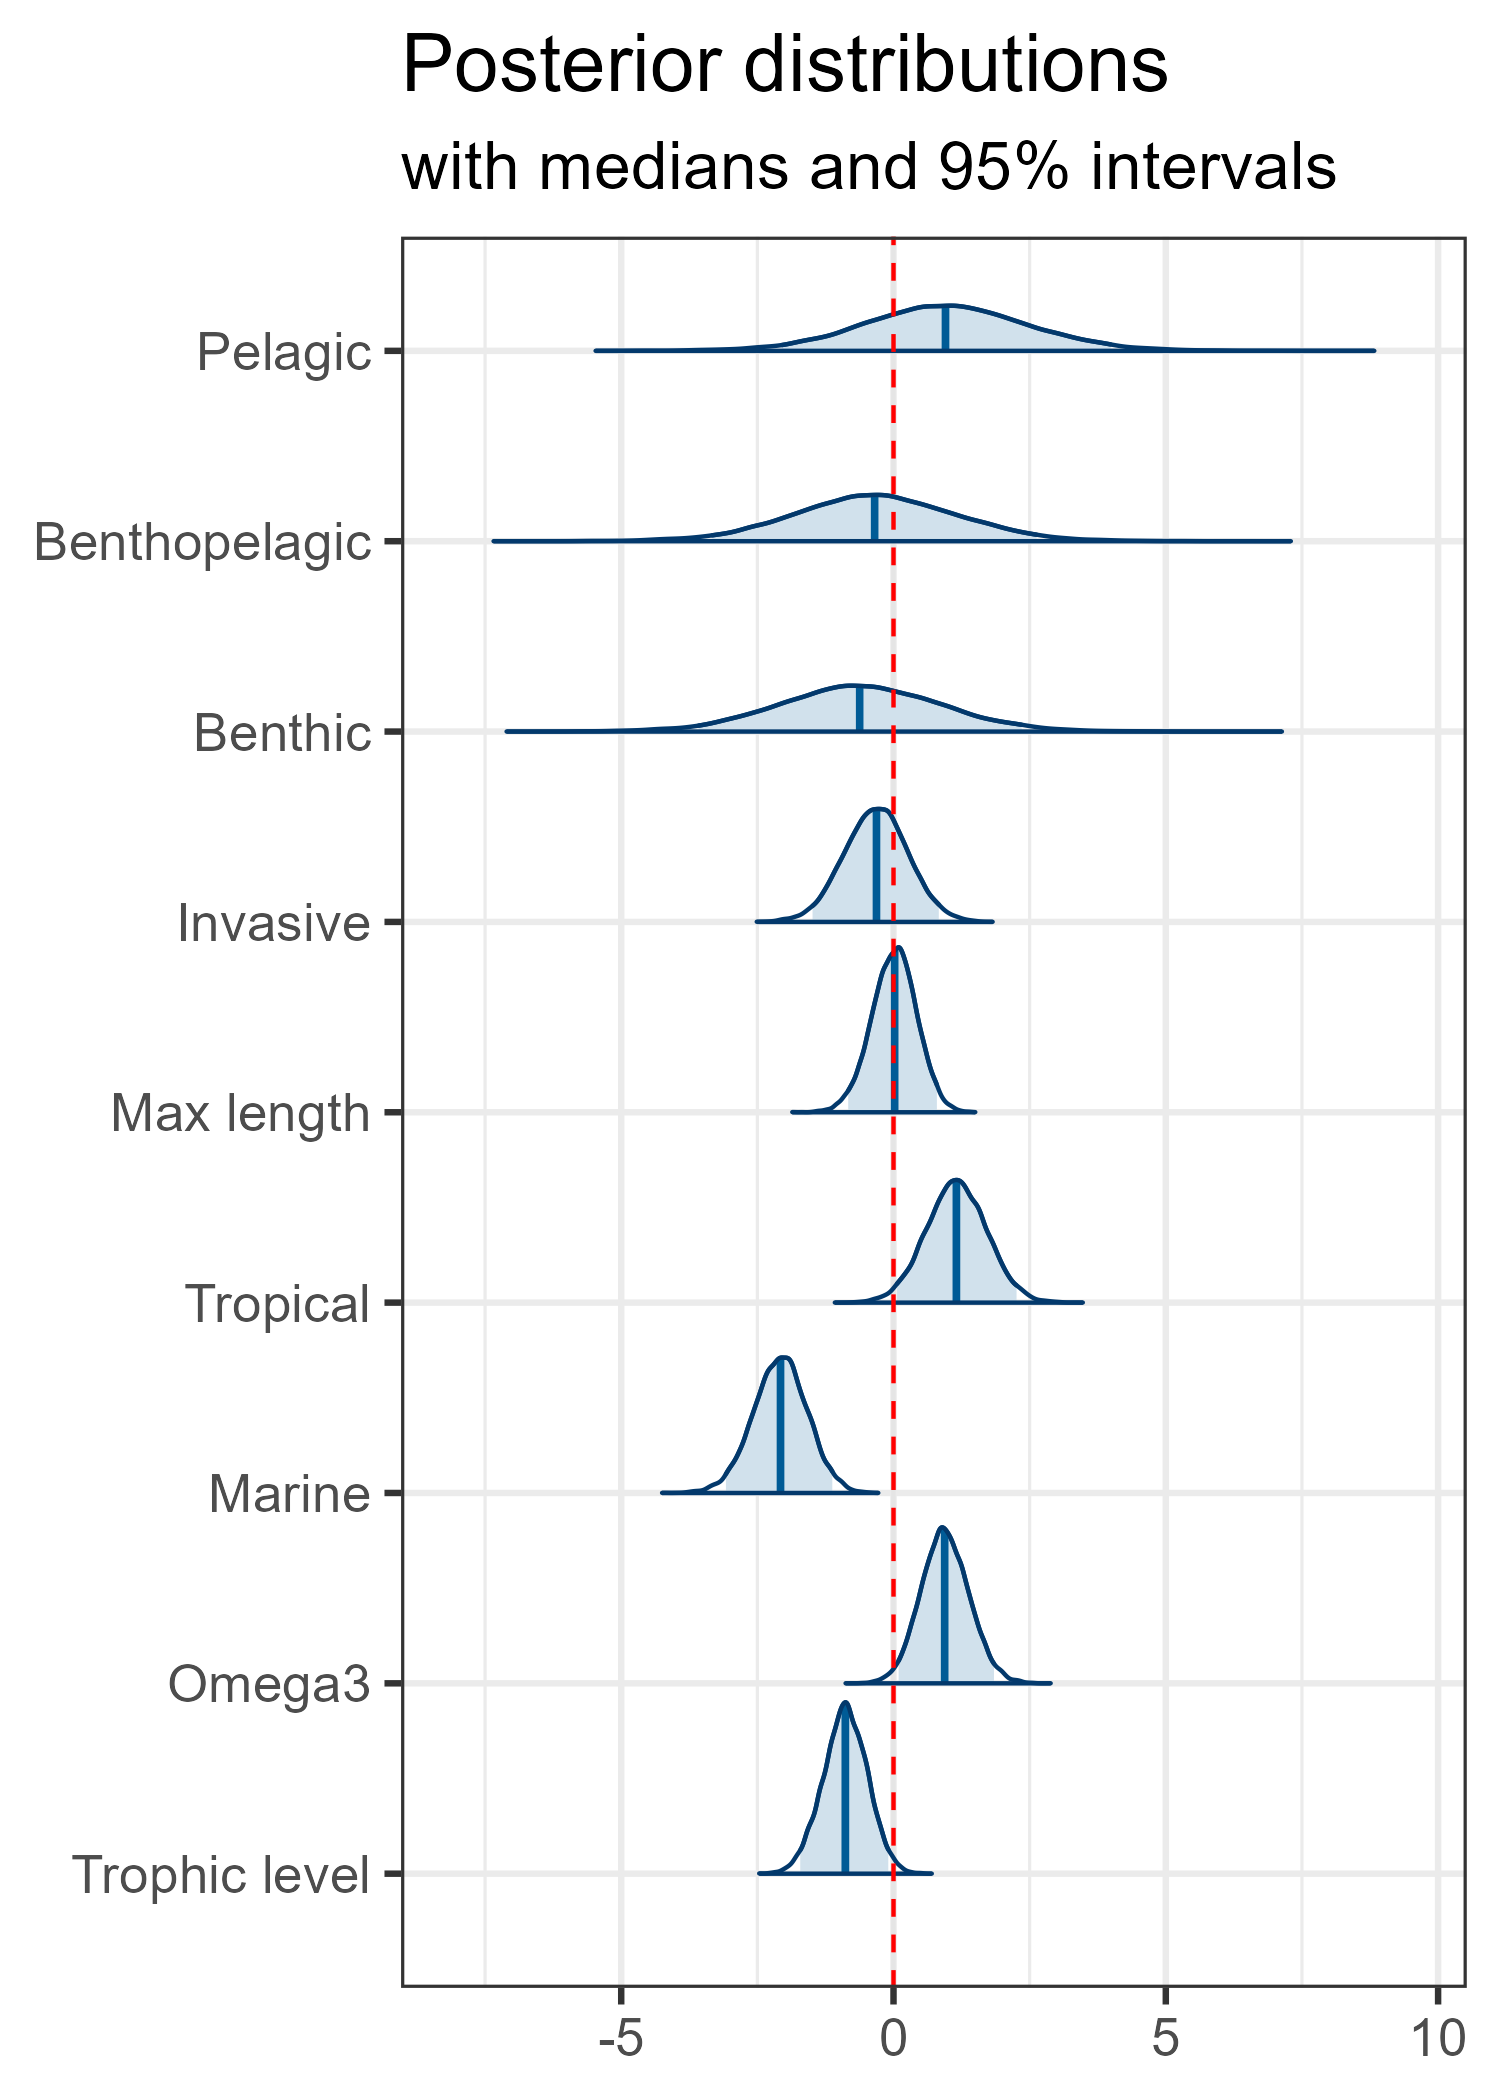 Posterior distributions
with medians and 95% intervals
Pelagic
Benthopelagic
Benthic
Invasive
Max length
Tropical
Marine
Omega3
Trophic level
-5 0 5 10